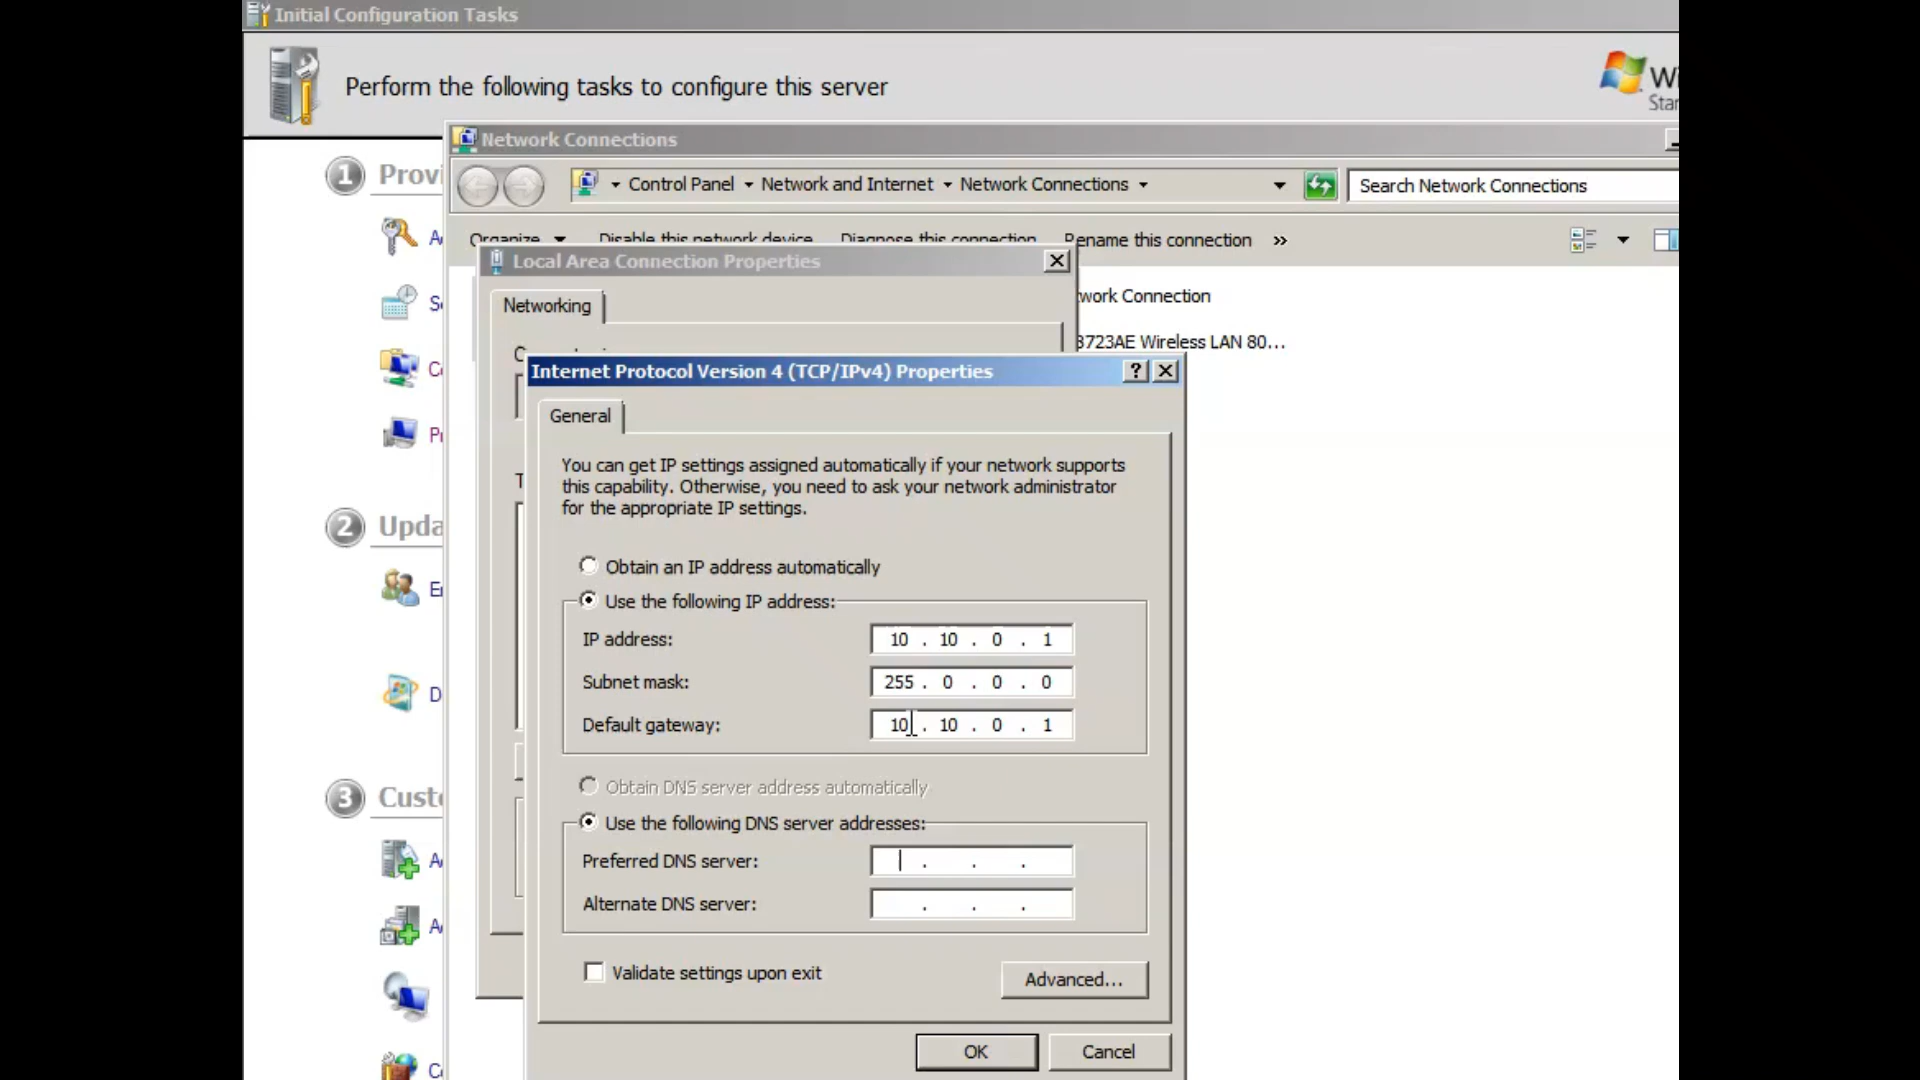 Initial Configuration Tasks
Perform the following tasks to configure this server
Network Connections
Control Panel
Network and Internet
Network Connections
Search Network Connections
Organize
Disable this network device
Diagnose this connection
Rename this connection
»
1
2
3
Local Area Connection Properties
Networking
work Connection
3723AE Wireless LAN 80...
Internet Protocol Version 4 (TCP/IPv4) Properties
General
You can get IP settings assigned automatically if your network supports
this capability. Otherwise, you need to ask your network administrator
for the appropriate IP settings.
Obtain an IP address automatically
Use the following IP address:
IP address: 10 . 10 . 0 . 1
Subnet mask: 255 . 0 . 0 . 0
Default gateway: 10 . 10 . 0 . 1
Obtain DNS server address automatically
Use the following DNS server addresses:
Preferred DNS server: . . .
Alternate DNS server: . . .
Validate settings upon exit
Advanced...
OK
Cancel